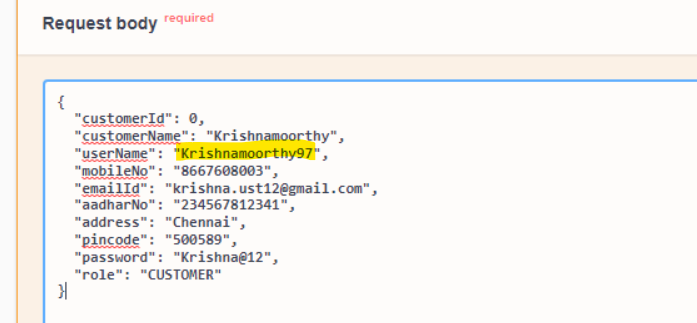 Request body required
{
"customerId": 0,
"customerName": "Krishnamoorthy",
"userName": "Krishnamoorthy97",
"mobileNo": "8667608003",
"emailId": "krishna.ust12@gmail.com",
"aadharNo": "234567812341",
"address": "Chennai",
"pincode": "500589",
"password": "Krishna@12",
"role": "CUSTOMER"
}